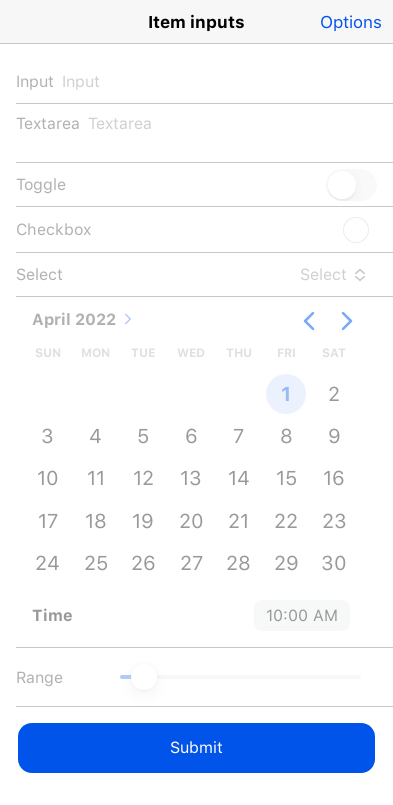 Item inputs Options
Input Input
Textarea Textarea
Toggle
Checkbox
Select Select
April 2022
SUN MON TUE WED THU FRI SAT
1 2
3 4 5 6 7 8 9
10 11 12 13 14 15 16
17 18 19 20 21 22 23
24 25 26 27 28 29 30
Time 10:00 AM
Range
Submit